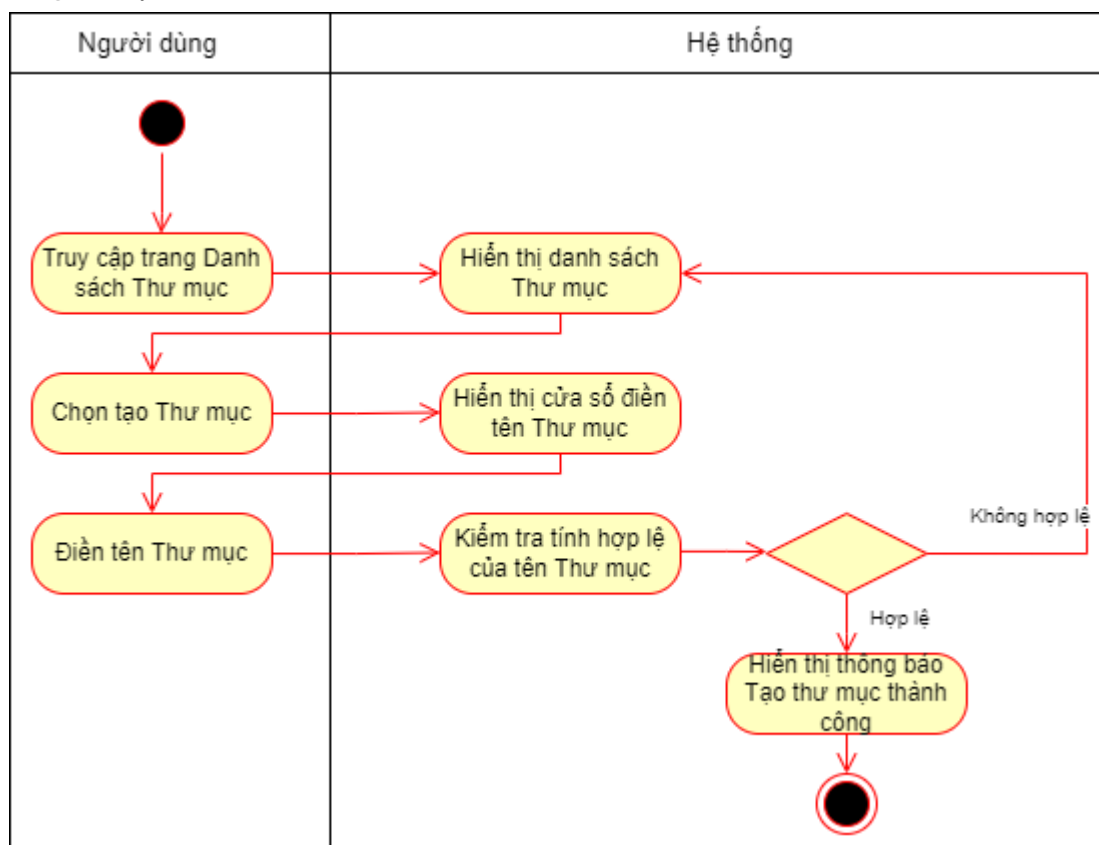 Người dùng
Hệ thống
Truy cập trang Danh
sách Thư mục
Hiển thị danh sách
Thư mục
Chọn tạo Thư mục
Hiển thị cửa sổ điền
tên Thư mục
Điền tên Thư mục
Kiểm tra tính hợp lệ
của tên Thư mục
Không hợp lệ
Hợp lệ
Hiển thị thông báo
Tạo thư mục thành
công